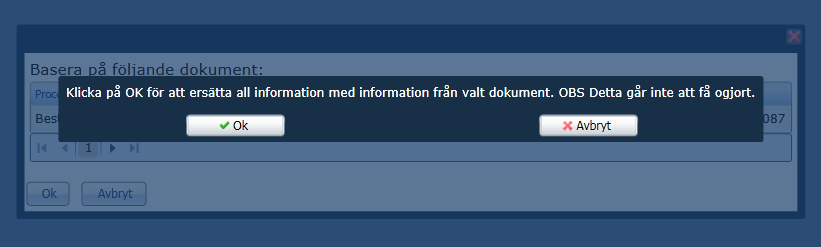 Basera på följande dokument:
Klicka på OK för att ersätta all information med information från valt dokument. OBS Detta går inte att få ogjort.
Ok
Avbryt
087
1
Ok
Avbryt